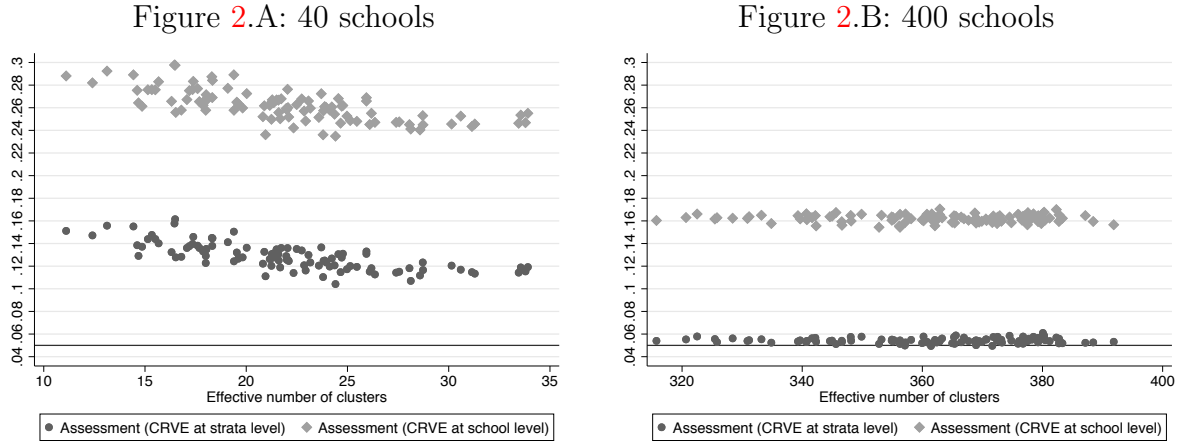 Figure 2.A: 40 schools
.04 .06 .08 .1 .12 .14 .16 .18 .2 .22 .24 .26 .28 .3
10 15 20 25 30 35
Effective number of clusters
Assessment (CRVE at strata level) Assessment (CRVE at school level)
Figure 2.B: 400 schools
.04 .06 .08 .1 .12 .14 .16 .18 .2 .22 .24 .26 .28 .3
320 340 360 380 400
Effective number of clusters
Assessment (CRVE at strata level) Assessment (CRVE at school level)